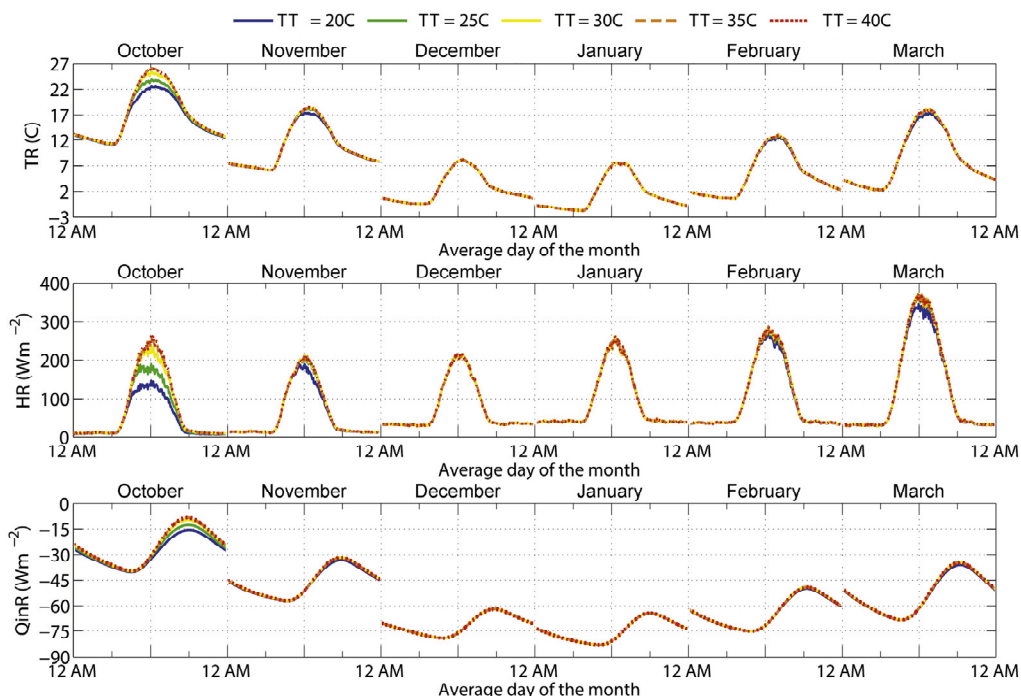 TT = 20C TT = 25C TT = 30C TT = 35C TT = 40C
October November December January February March
27
22
17
12
7
2
−3
TR (C)
12 AM 12 AM 12 AM 12 AM 12 AM 12 AM 12 AM
Average day of the month
October November December January February March
400
300
200
100
0
HR (Wm −2)
12 AM 12 AM 12 AM 12 AM 12 AM 12 AM 12 AM
Average day of the month
October November December January February March
0
−15
−30
−45
−60
−75
−90
QinR (Wm −2)
12 AM 12 AM 12 AM 12 AM 12 AM 12 AM 12 AM
Average day of the month